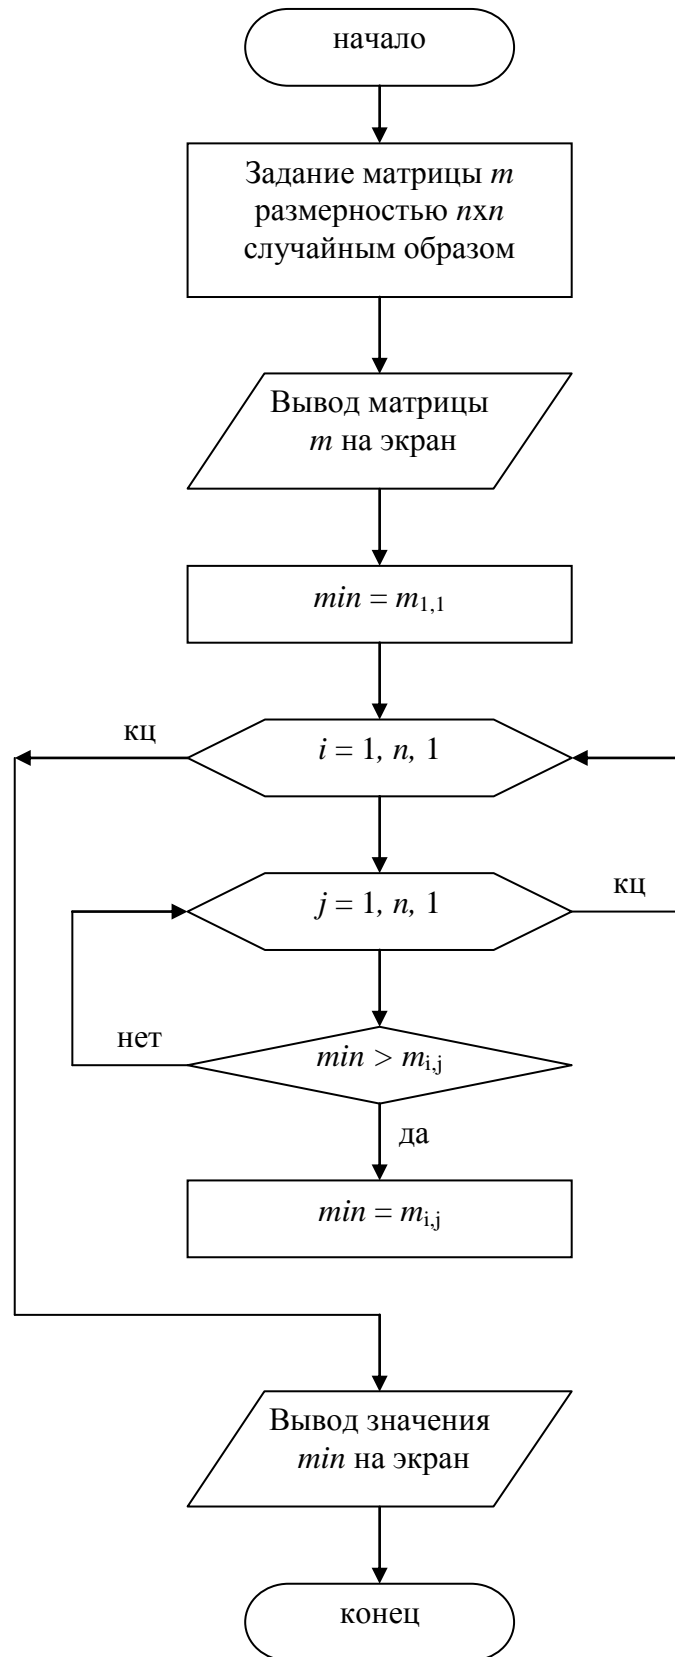 начало
Задание матрицы m
размерностью nxn
случайным образом
Вывод матрицы
m на экран
min = m1,1
кц
i = 1, n, 1
j = 1, n, 1
кц
нет
min > mi,j
да
min = mi,j
Вывод значения
min на экран
конец